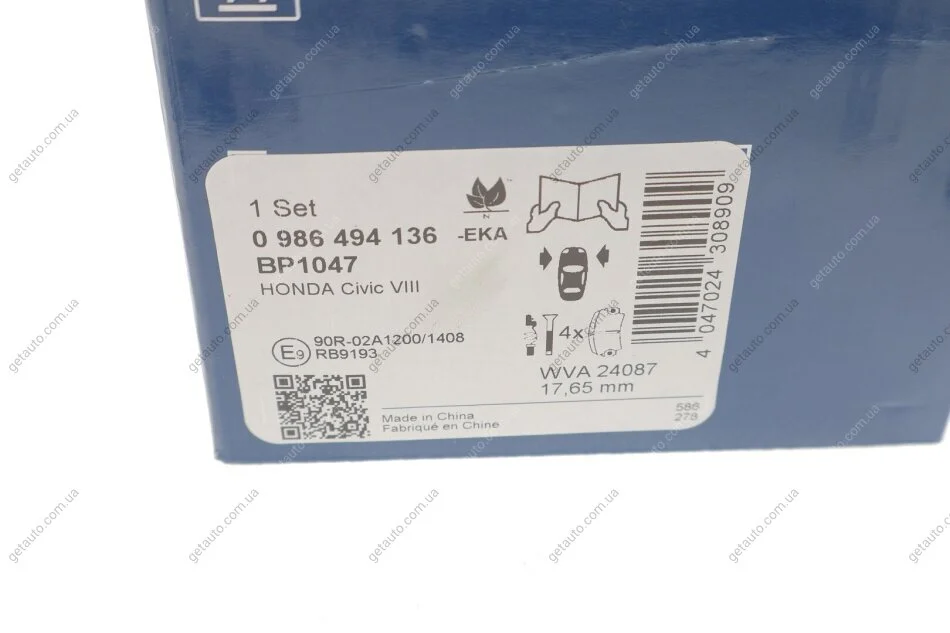 1 Set
0 986 494 136 -EKA
BP1047
HONDA Civic VIII
E9 90R-02A1200/1408
RB9193
4x
WVA 24087
17,65 mm
Made in China
Fabriqué en Chine
586
278
4 047024 308909
getauto.com.ua